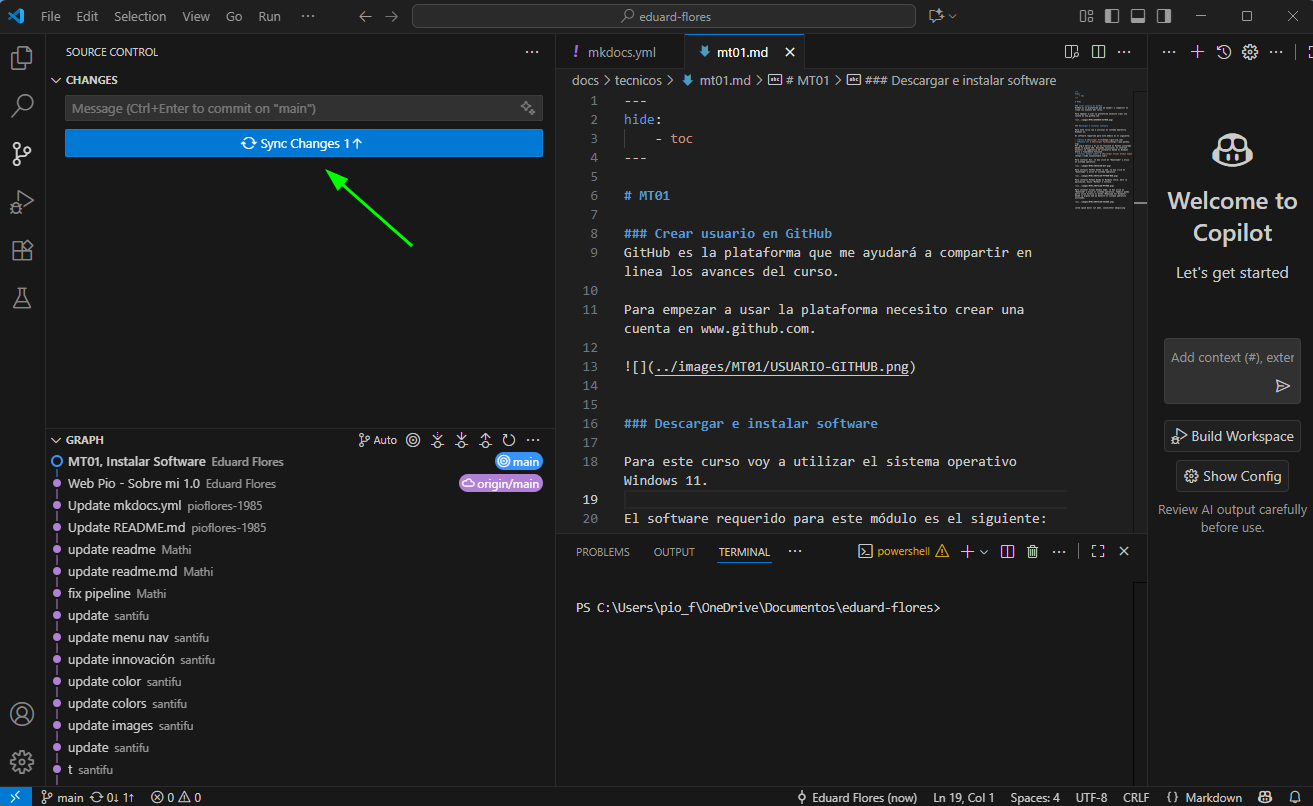 File Edit Selection View Go Run ··· eduard-flores
SOURCE CONTROL ···
CHANGES
Message (Ctrl+Enter to commit on "main")
Sync Changes 1↑
GRAPH Auto ···
MT01, Instalar Software Eduard Flores main
Web Pio - Sobre mi 1.0 Eduard Flores origin/main
Update mkdocs.yml pioflores-1985
Update README.md pioflores-1985
update readme Mathi
update readme.md Mathi
fix pipeline Mathi
update santifu
update menu nav santifu
update innovación santifu
update color santifu
update colors santifu
update images santifu
update santifu
t santifu
! mkdocs.yml mt01.md ×
docs > tecnicos > mt01.md > # MT01 > ### Descargar e instalar software
1 ---
2 hide:
3 - toc
4 ---
5
6 # MT01
7
8 ### Crear usuario en GitHub
9 GitHub es la plataforma que me ayudará a compartir en
linea los avances del curso.
10
11 Para empezar a usar la plataforma necesito crear una
cuenta en www.github.com.
12
13 ![](../images/MT01/USUARIO-GITHUB.png)
14
15
16 ### Descargar e instalar software
17
18 Para este curso voy a utilizar el sistema operativo
Windows 11.
19
20 El software requerido para este módulo es el siguiente:
PROBLEMS OUTPUT TERMINAL ··· powershell
PS C:\Users\pio_f\OneDrive\Documentos\eduard-flores>
Welcome to
Copilot
Let's get started
Add context (#), exter
Build Workspace
Show Config
Review AI output carefully
before use.
main 0↓ 1↑ 0 0 Eduard Flores (now) Ln 19, Col 1 Spaces: 4 UTF-8 CRLF {} Markdown